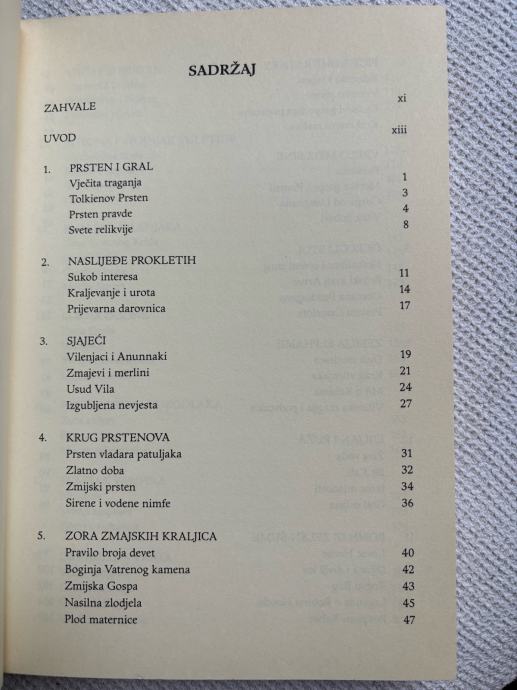 SADRŽAJ
ZAHVALE xi
UVOD xiii
1. PRSTEN I GRAL
Vječita traganja 1
Tolkienov Prsten 3
Prsten pravde 4
Svete relikvije 8
2. NASLIJEĐE PROKLETIH
Sukob interesa 11
Kraljevanje i urota 14
Prijevarna darovnica 17
3. SJAJEĆI
Vilenjaci i Anunnaki 19
Zmajevi i merlini 21
Usud Vila 24
Izgubljena nevjesta 27
4. KRUG PRSTENOVA
Prsten vladara patuljaka 31
Zlatno doba 32
Zmijski prsten 34
Sirene i vodene nimfe 36
5. ZORA ZMAJSKIH KRALJICA
Pravilo broja devet 40
Boginja Vatrenog kamena 42
Zmijska Gospa 43
Nasilna zlodjela 45
Plod maternice 47